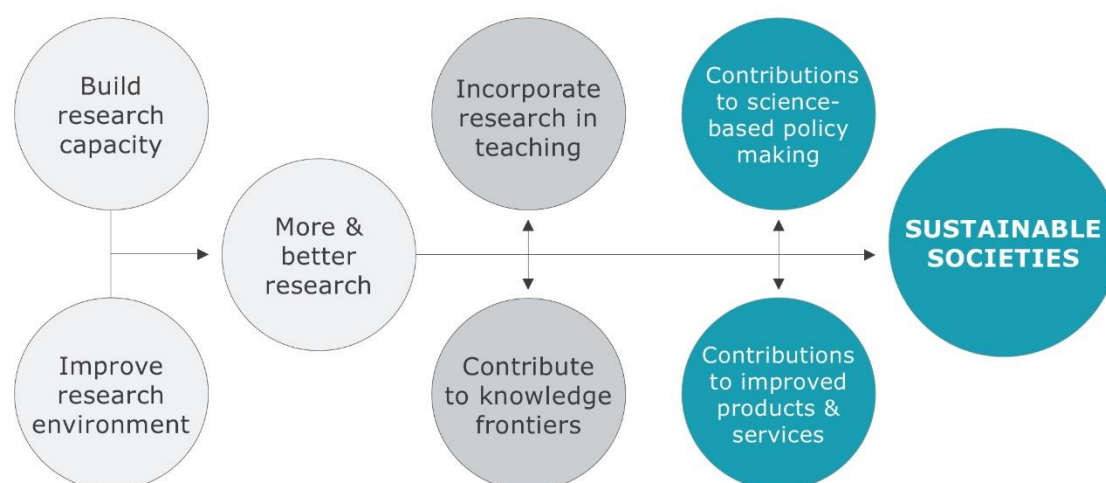 Build
research
capacity
Improve
research
environment
More &
better
research
Incorporate
research in
teaching
Contribute
to knowledge
frontiers
Contributions
to science-
based policy
making
Contributions
to improved
products &
services
SUSTAINABLE
SOCIETIES